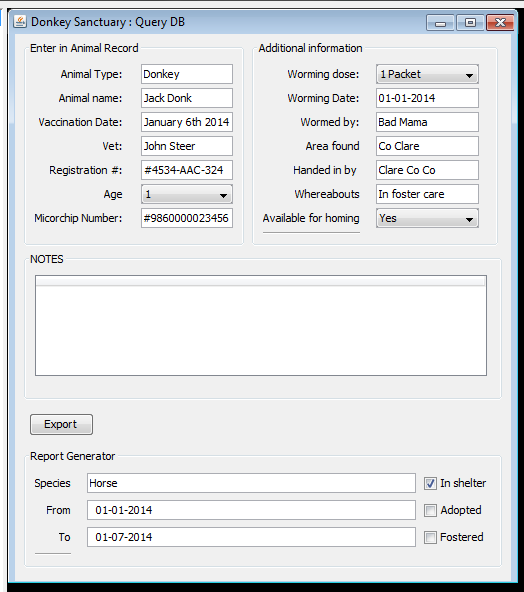 Donkey Sanctuary : Query DB
Enter in Animal Record
Animal Type: Donkey
Animal name: Jack Donk
Vaccination Date: January 6th 2014
Vet: John Steer
Registration #: #4534-AAC-324
Age 1
Micorchip Number: #9860000023456
Additional information
Worming dose: 1 Packet
Worming Date: 01-01-2014
Wormed by: Bad Mama
Area found Co Clare
Handed in by Clare Co Co
Whereabouts In foster care
Available for homing Yes
NOTES
Export
Report Generator
Species Horse In shelter
From 01-01-2014 Adopted
To 01-07-2014 Fostered